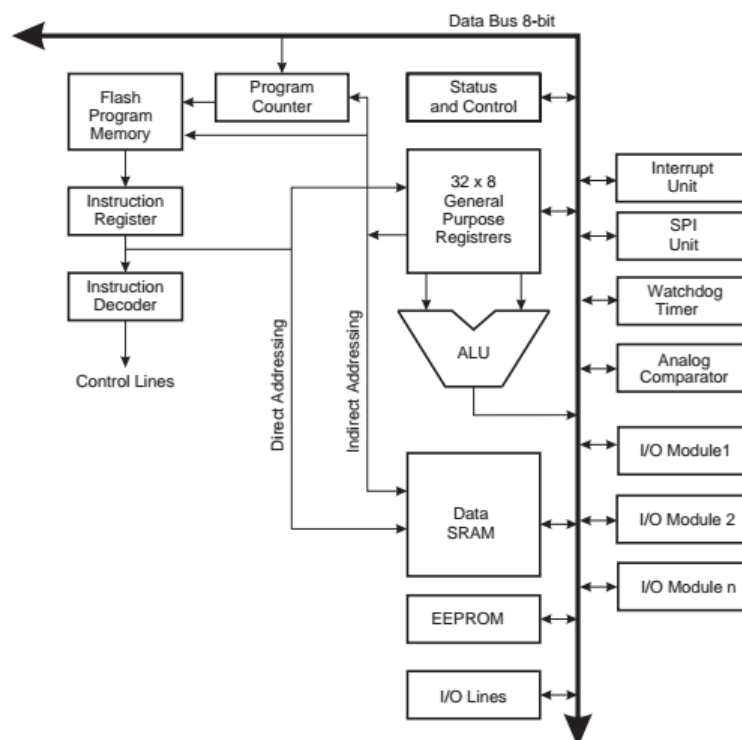 Data Bus 8-bit
Flash
Program
Memory
Program
Counter
Status
and Control
Instruction
Register
32 x 8
General
Purpose
Registrers
Interrupt
Unit
SPI
Unit
Instruction
Decoder
Watchdog
Timer
ALU
Analog
Comparator
Control Lines
Direct Addressing
Indirect Addressing
I/O Module1
Data
SRAM
I/O Module 2
I/O Module n
EEPROM
I/O Lines